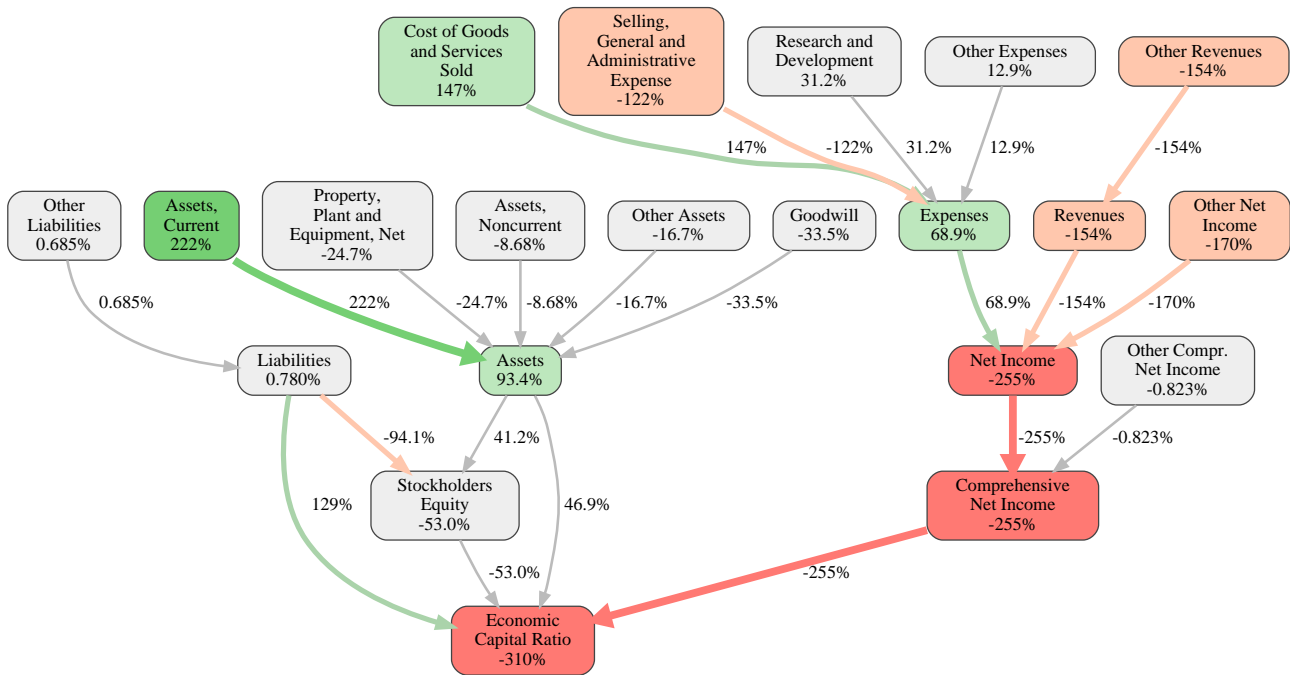 Cost of Goods
and Services
Sold
147%
Selling,
General and
Administrative
Expense
-122%
Research and
Development
31.2%
Other Expenses
12.9%
Other Revenues
-154%
147%
-122%
31.2%
12.9%
-154%
Other
Liabilities
0.685%
Assets,
Current
222%
Property,
Plant and
Equipment, Net
-24.7%
Assets,
Noncurrent
-8.68%
Other Assets
-16.7%
Goodwill
-33.5%
Expenses
68.9%
Revenues
-154%
Other Net
Income
-170%
0.685%
222%
-24.7%
-8.68%
-16.7%
-33.5%
68.9%
-154%
-170%
Liabilities
0.780%
Assets
93.4%
Net Income
-255%
Other Compr.
Net Income
-0.823%
-94.1%
41.2%
-255%
-0.823%
129%
Stockholders
Equity
-53.0%
46.9%
Comprehensive
Net Income
-255%
-53.0%
-255%
Economic
Capital Ratio
-310%